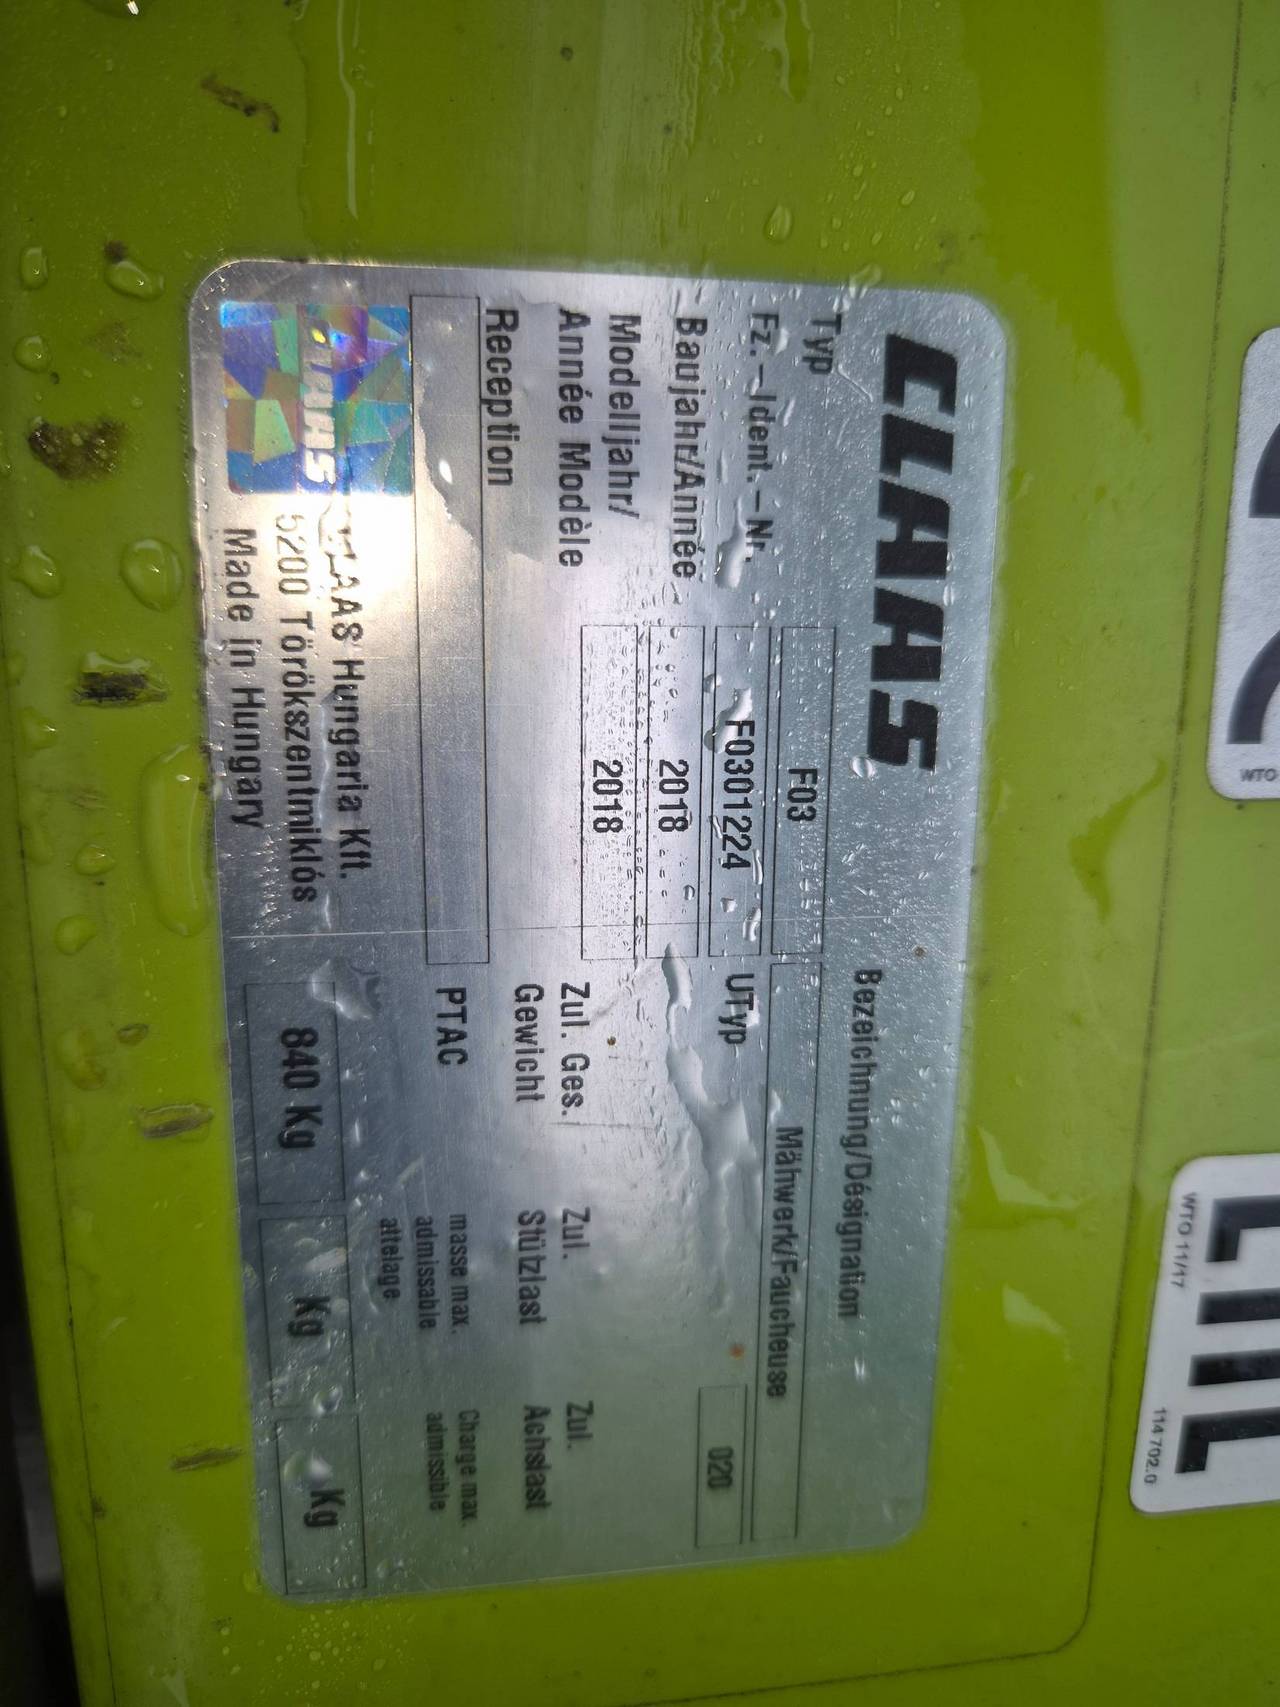 CLAAS
Bezeichnung/Désignation
Typ F03 Mähwerk/Faucheuse
Fz.-Ident.-Nr. F0301224 UTyp 020
Baujahr/Année 2018
Modelljahr/
Année Modèle 2018
Reception
Zul. Ges. Gewicht
Zul. Stützlast
Zul. Achslast
PTAC
masse max. admissable attelage
Charge max. admissible
CLAAS
CLAAS Hungaria Kft.
5200 Törökszentmiklós
Made in Hungary
840 Kg Kg Kg
WTO
WTO 11/17
114 702.0